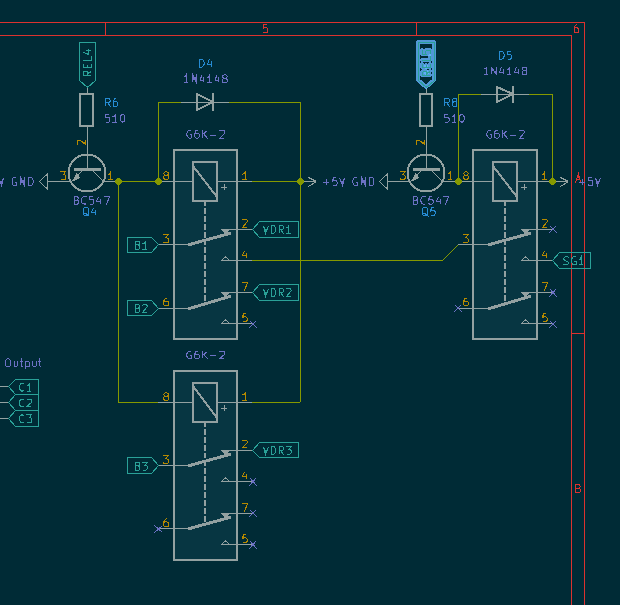 5
6
REL4
D4
1N4148
D5
1N4148
R6
510
R8
510
G6K-2
G6K-2
2
2
V GND
3
1
8
1
+5V
GND
3
1
8
1
A
+5V
BC547
Q4
BC547
Q5
B1
3
2
VDR1
4
3
2
4
SG1
B2
6
7
VDR2
5
6
7
5
G6K-2
Output
C1
C2
C3
8
1
B3
3
2
VDR3
4
6
7
5
B